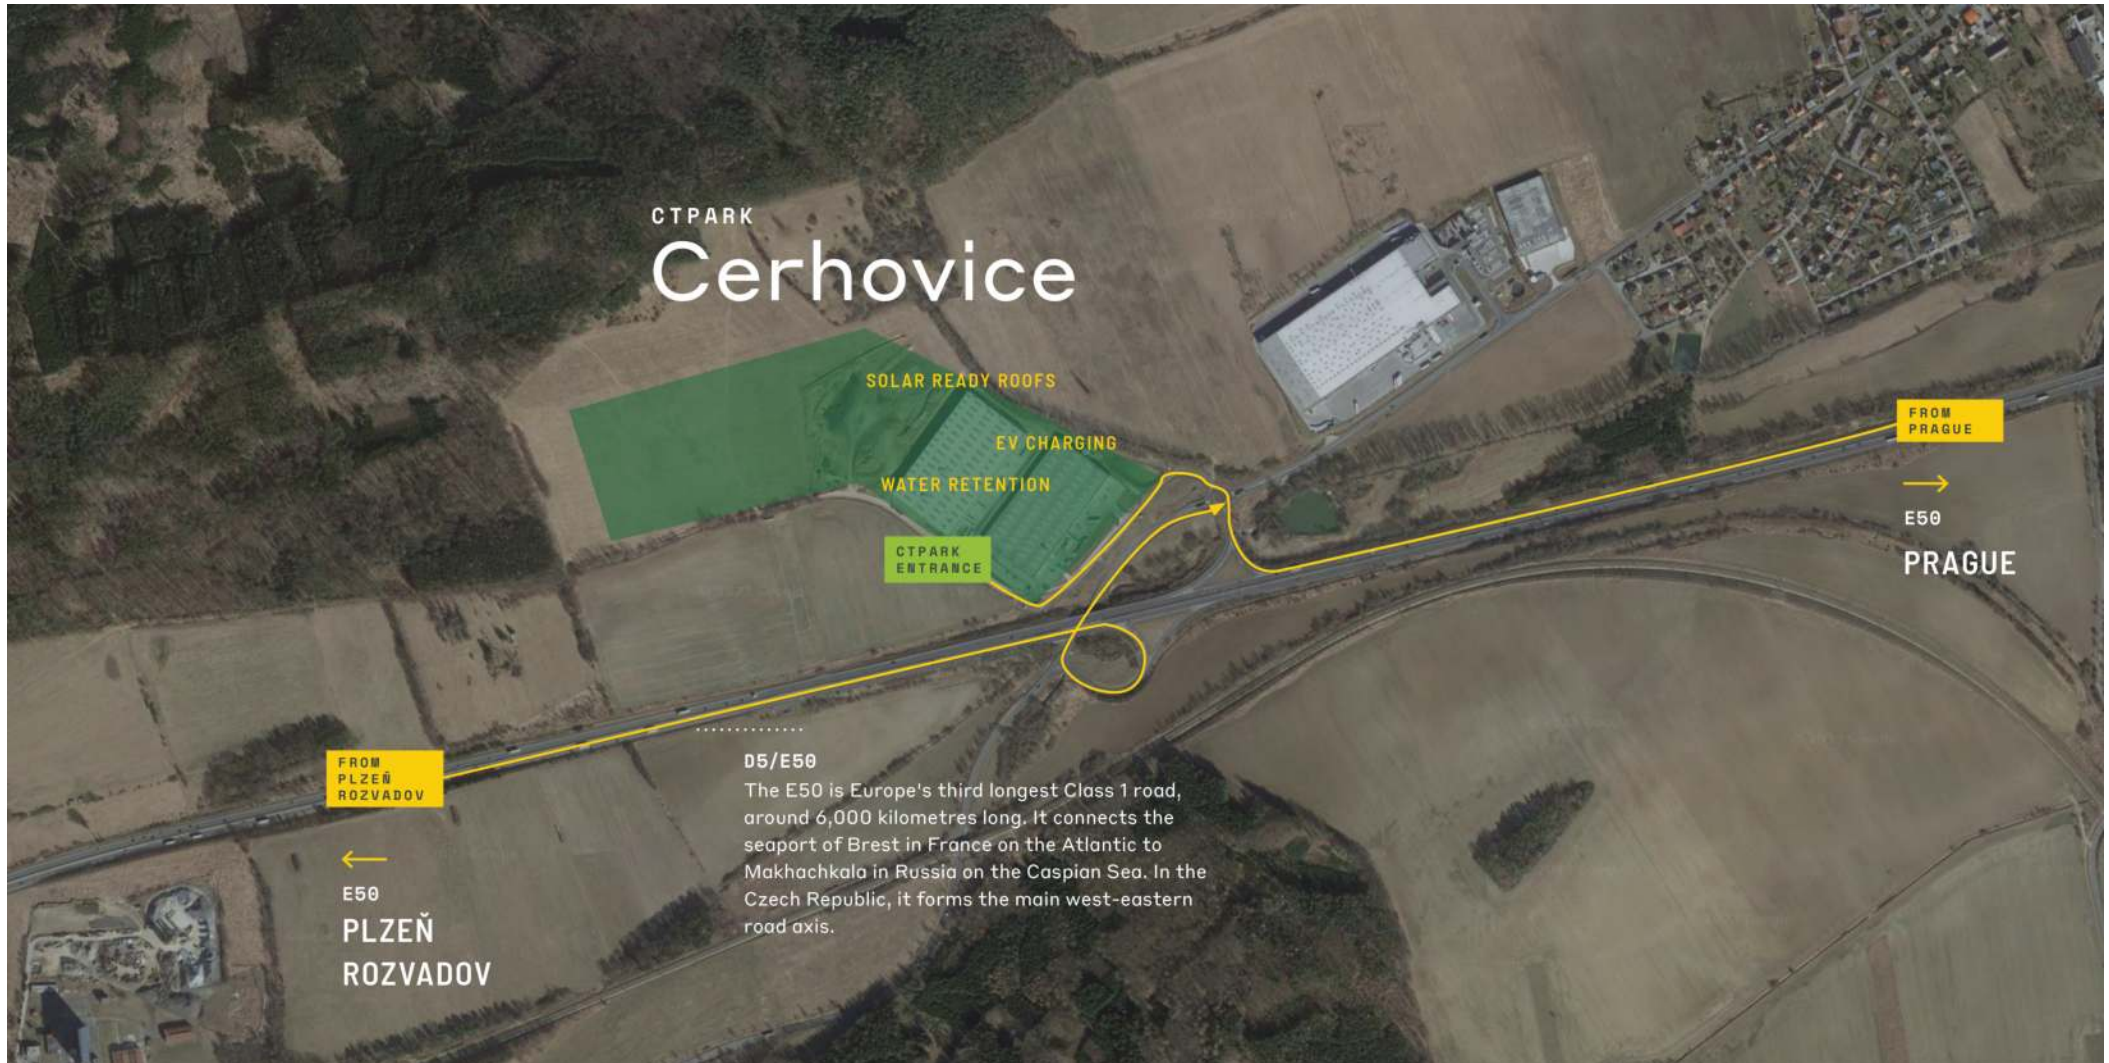 CTPARK
Cerhovice
SOLAR READY ROOFS
EV CHARGING
WATER RETENTION
CTPARK
ENTRANCE
FROM
PRAGUE
E50
PRAGUE
FROM
PLZEŇ
ROZVADOV
E50
PLZEŇ
ROZVADOV
D5/E50
The E50 is Europe's third longest Class 1 road,
around 6,000 kilometres long. It connects the
seaport of Brest in France on the Atlantic to
Makhachkala in Russia on the Caspian Sea. In the
Czech Republic, it forms the main west-eastern
road axis.